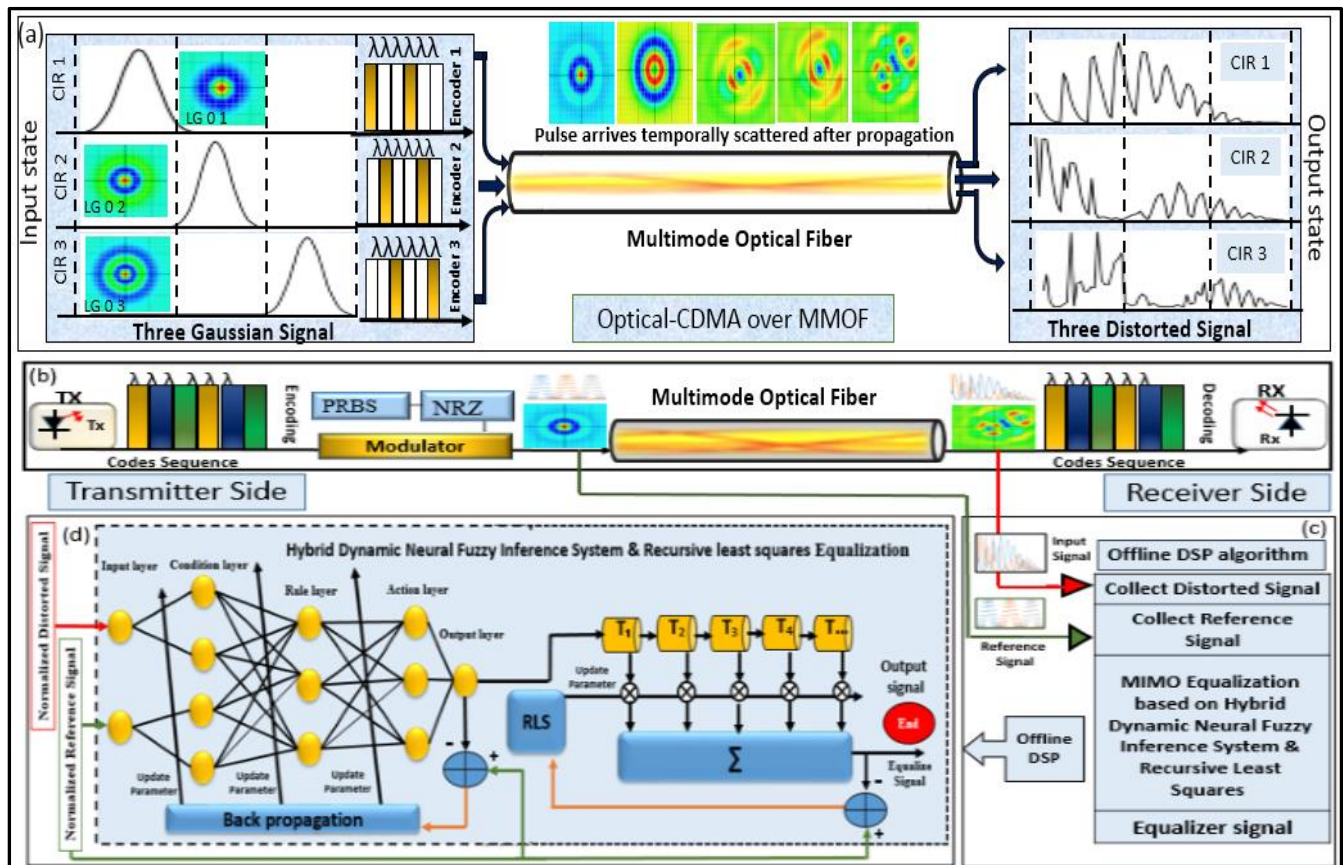 (a)
Input state
CIR 1
LG 0 1
λλλλλλ
Encoder 1
CIR 2
LG 0 2
λλλλλλ
Encoder 2
CIR 3
LG 0 3
λλλλλλ
Encoder 3
Three Gaussian Signal
Pulse arrives temporally scattered after propagation
Multimode Optical Fiber
Optical-CDMA over MMOF
CIR 1
CIR 2
CIR 3
Three Distorted Signal
Output state
(b)
TX
Tx
λ λ λ λ λ
Codes Sequence
Encoding
PRBS
NRZ
Modulator
Multimode Optical Fiber
λ λ λ λ λ
Codes Sequence
Decoding
RX
Rx
Transmitter Side
Receiver Side
(d)
Normalized Distorted Signal
Normalized Reference Signal
Hybrid Dynamic Neural Fuzzy Inference System & Recursive least squares Equalization
Input layer
Condition layer
Rule layer
Action layer
Output layer
Update Parameter
Update Parameter
Update Parameter
Back propagation
-
+
T1
T2
T3
T4
T...
Update Parameter
RLS
Σ
Output signal
End
Equalize Signal
-
+
(c)
Input Signal
Reference Signal
Offline DSP
Offline DSP algorithm
Collect Distorted Signal
Collect Reference
Signal
MIMO Equalization
based on Hybrid
Dynamic Neural Fuzzy
Inference System &
Recursive Least
Squares
Equalizer signal